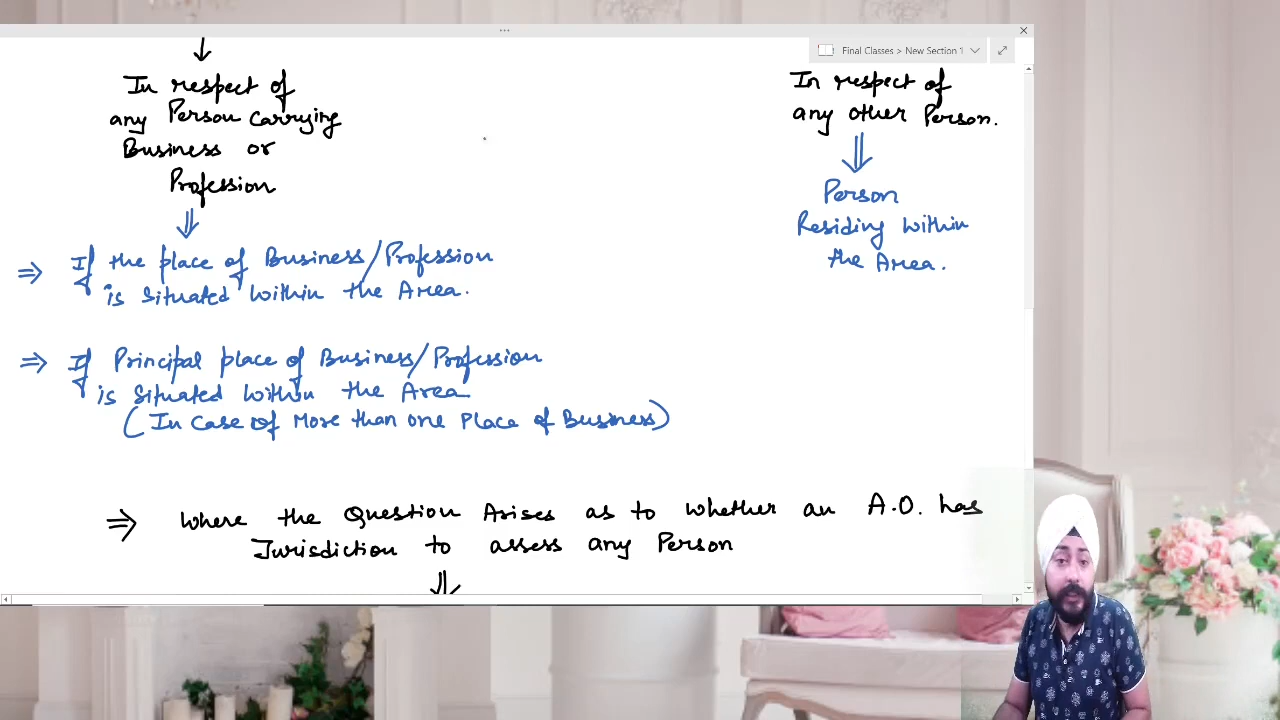 Final Classes > New Section 1
In respect of
any Person Carrying
Business or
Profession
In respect of
any other Person.
Person
Residing within
the Area.
⇒ If the place of Business/Profession
is situated within the Area.
⇒ If Principal place of Business/Profession
is situated within the Area
(In Case of More than one Place of Business)
⇒ Where the Question Arises as to whether an A.O. has
Jurisdiction to assess any Person